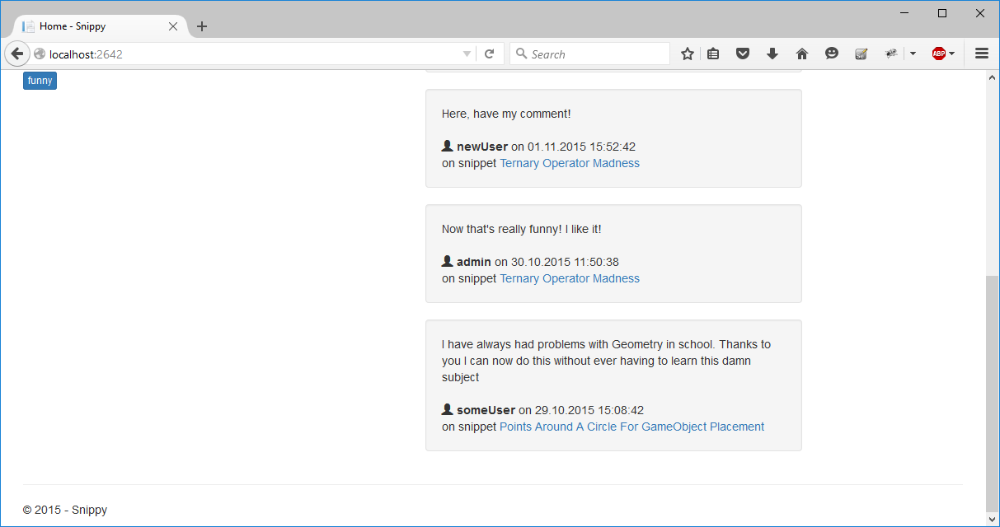 Home - Snippy
localhost:2642
Search
ABP
funny
Here, have my comment!
newUser on 01.11.2015 15:52:42
on snippet Ternary Operator Madness
Now that's really funny! I like it!
admin on 30.10.2015 11:50:38
on snippet Ternary Operator Madness
I have always had problems with Geometry in school. Thanks to
you I can now do this without ever having to learn this damn
subject
someUser on 29.10.2015 15:08:42
on snippet Points Around A Circle For GameObject Placement
© 2015 - Snippy